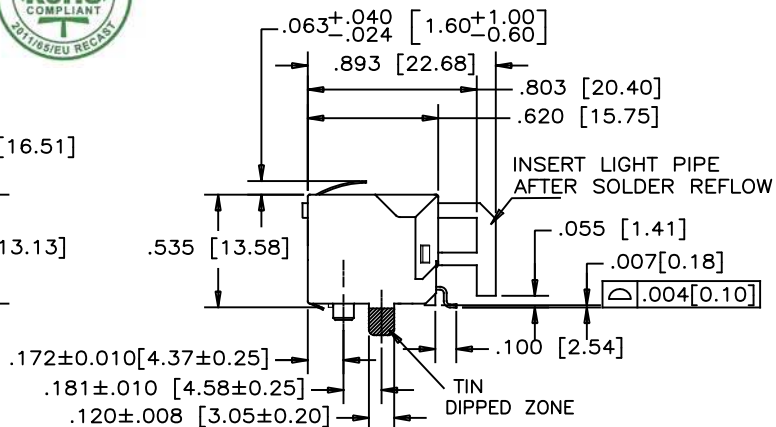 COMPLIANT
2011/65/EU RECAST
.063+.040 -.024 [1.60+1.00 -0.60]
.893 [22.68]
.803 [20.40]
.620 [15.75]
[16.51]
INSERT LIGHT PIPE
AFTER SOLDER REFLOW
13.13]
.535 [13.58]
.055 [1.41]
.007[0.18]
⌓ .004[0.10]
.172±0.010[4.37±0.25]
.100 [2.54]
.181±.010 [4.58±0.25]
TIN
DIPPED ZONE
.120±.008 [3.05±0.20]